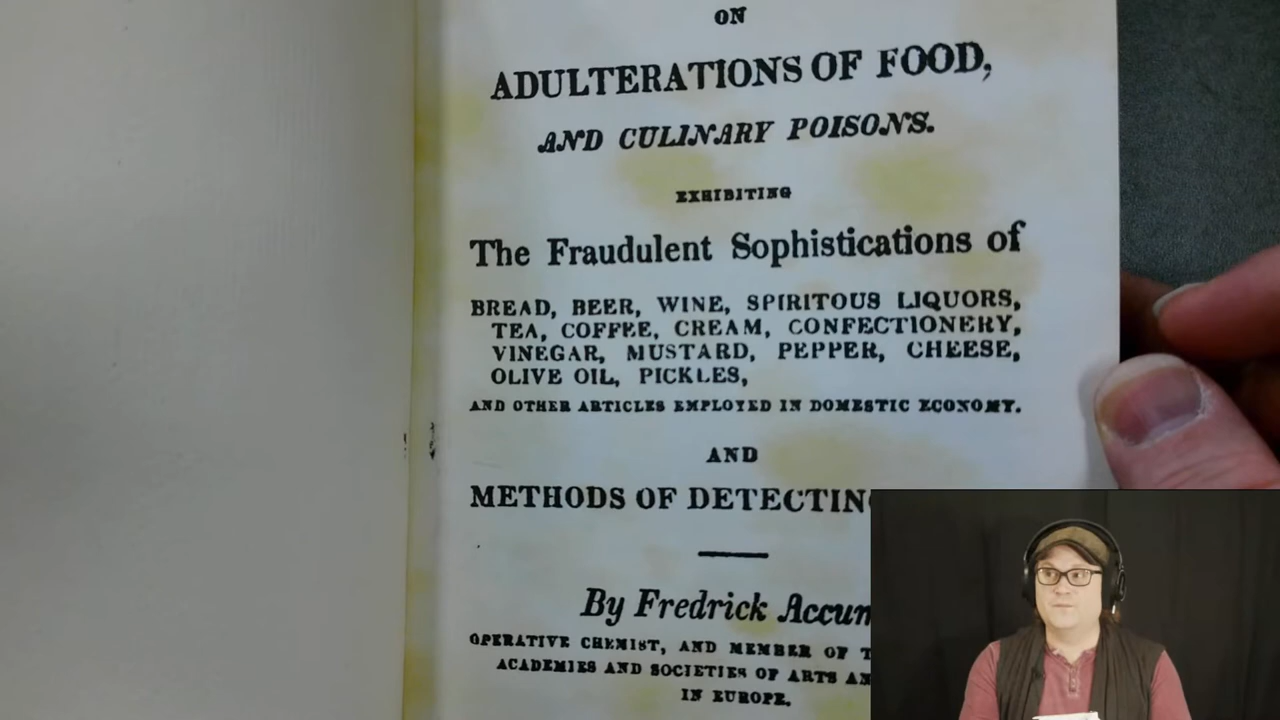 ON
ADULTERATIONS OF FOOD,
AND CULINARY POISONS.
EXHIBITING
The Fraudulent Sophistications of
BREAD, BEER, WINE, SPIRITOUS LIQUORS,
TEA, COFFEE, CREAM, CONFECTIONERY,
VINEGAR, MUSTARD, PEPPER, CHEESE,
OLIVE OIL, PICKLES,
AND OTHER ARTICLES EMPLOYED IN DOMESTIC ECONOMY.
AND
METHODS OF DETECTIN
By Fredrick Accum
OPERATIVE CHEMIST, AND MEMBER OF
ACADEMIES AND SOCIETIES OF ARTS
IN EUROPE.